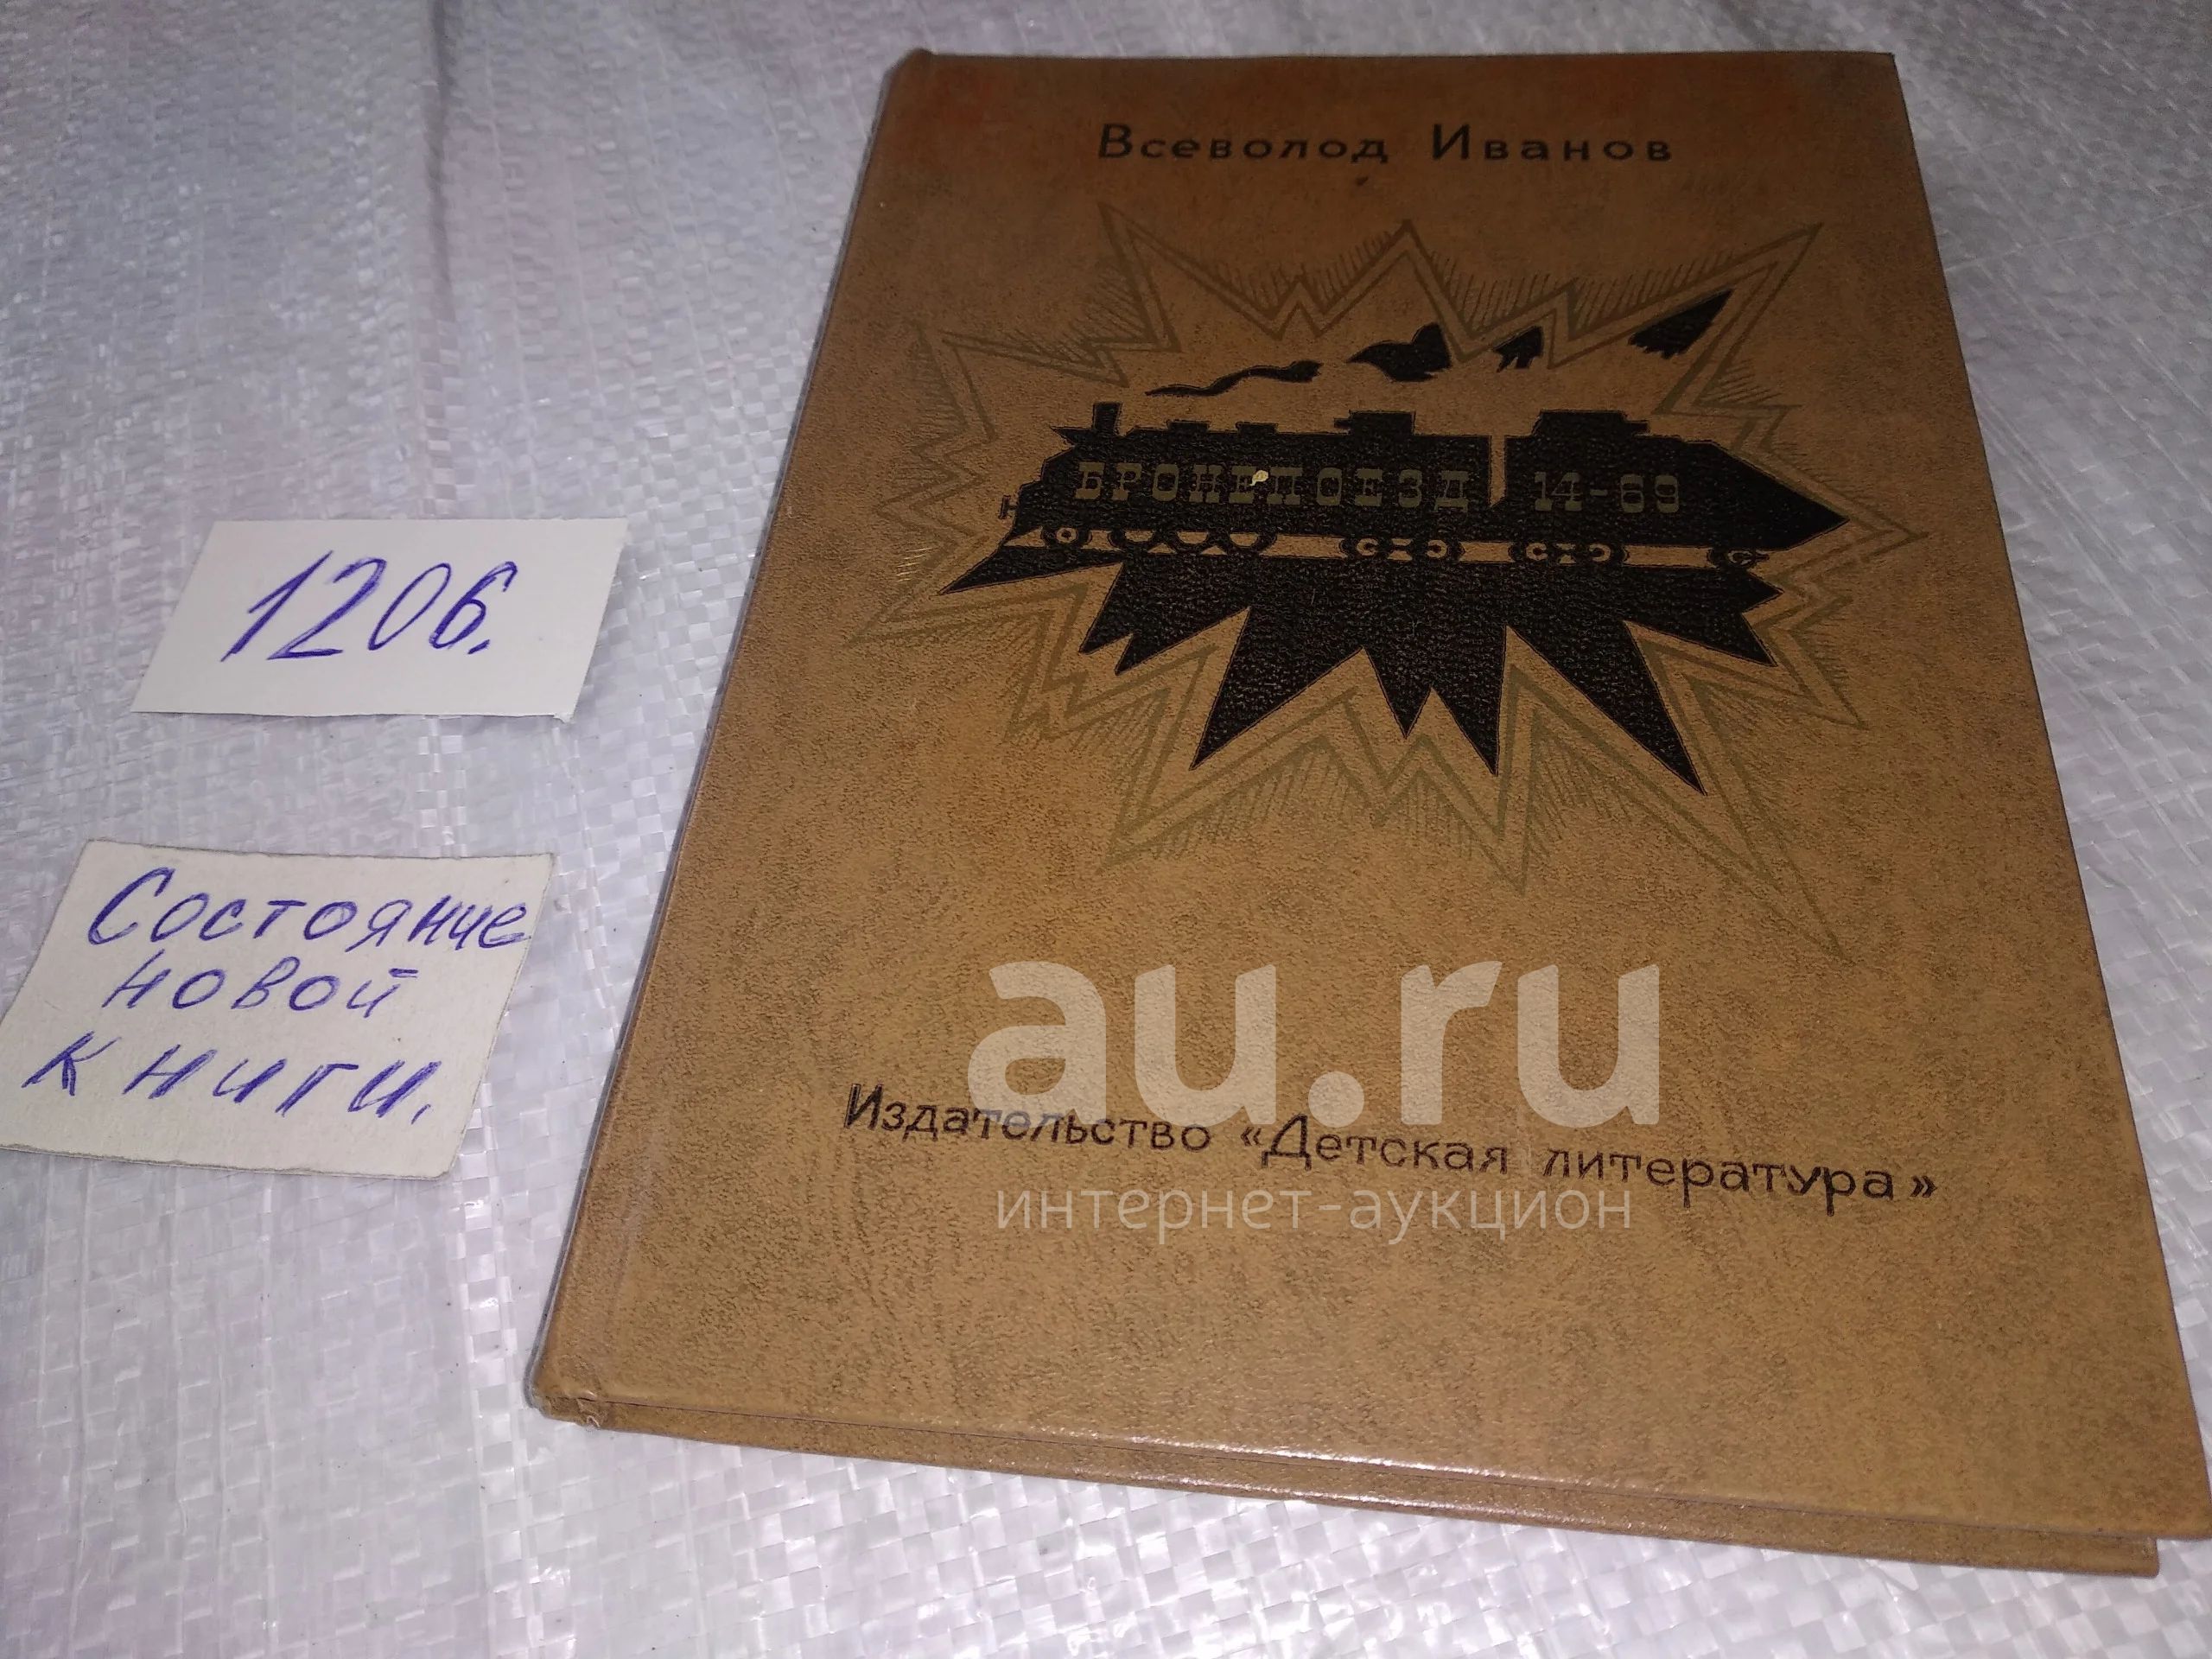 Всеволод Иванов
БРОНЕПОЕЗД 14-69
1206.
Состояние
новой
книги.
au.ru
Издательство «Детская литература»
интернет-аукцион